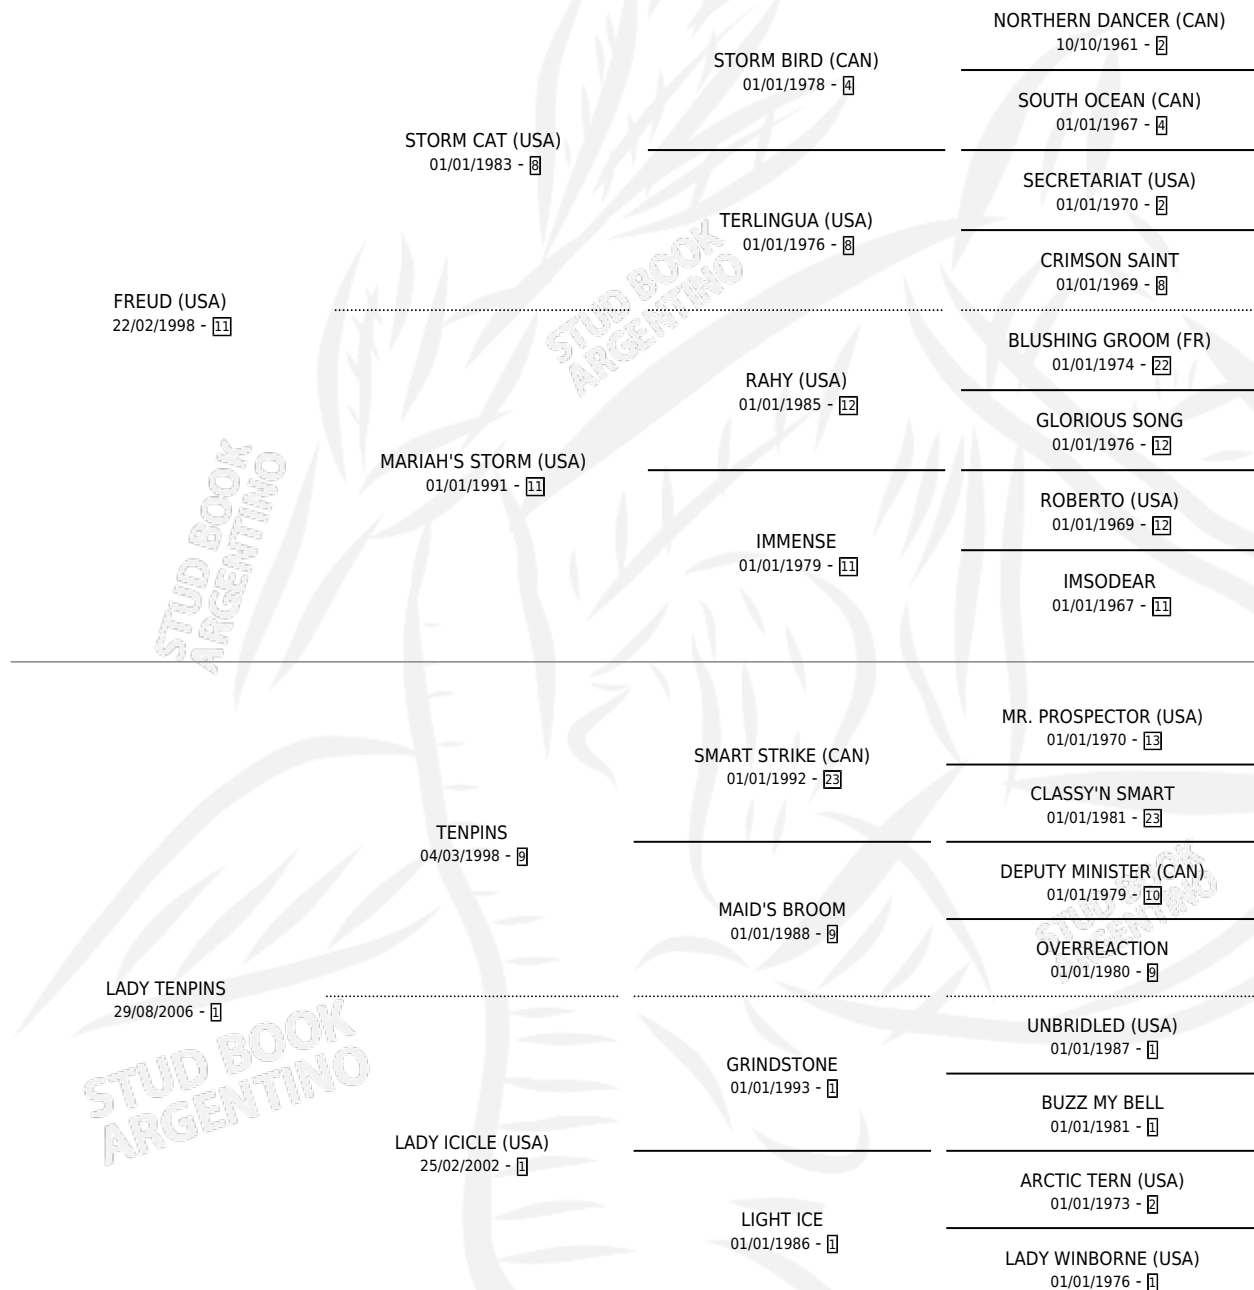 NORTHERN DANCER (CAN)
10/10/1961 - 2
STORM BIRD (CAN)
01/01/1978 - 4
SOUTH OCEAN (CAN)
01/01/1967 - 4
STORM CAT (USA)
01/01/1983 - 8
SECRETARIAT (USA)
01/01/1970 - 2
TERLINGUA (USA)
01/01/1976 - 8
CRIMSON SAINT
01/01/1969 - 8
FREUD (USA)
22/02/1998 - 11
BLUSHING GROOM (FR)
01/01/1974 - 22
RAHY (USA)
01/01/1985 - 12
GLORIOUS SONG
01/01/1976 - 12
MARIAH'S STORM (USA)
01/01/1991 - 11
ROBERTO (USA)
01/01/1969 - 12
IMMENSE
01/01/1979 - 11
IMSODEAR
01/01/1967 - 11
MR. PROSPECTOR (USA)
01/01/1970 - 13
SMART STRIKE (CAN)
01/01/1992 - 23
CLASSY'N SMART
01/01/1981 - 23
TENPINS
04/03/1998 - 9
DEPUTY MINISTER (CAN)
01/01/1979 - 10
MAID'S BROOM
01/01/1988 - 9
OVERREACTION
01/01/1980 - 9
LADY TENPINS
29/08/2006 - 1
UNBRIDLED (USA)
01/01/1987 - 1
GRINDSTONE
01/01/1993 - 1
BUZZ MY BELL
01/01/1981 - 1
LADY ICICLE (USA)
25/02/2002 - 1
ARCTIC TERN (USA)
01/01/1973 - 2
LIGHT ICE
01/01/1986 - 1
LADY WINBORNE (USA)
01/01/1976 - 1
STUD BOOK
ARGENTINO
STUD BOOK
ARGENTINO
STUD BOOK
ARGENTINO
STUD BOOK
ARGENTINO